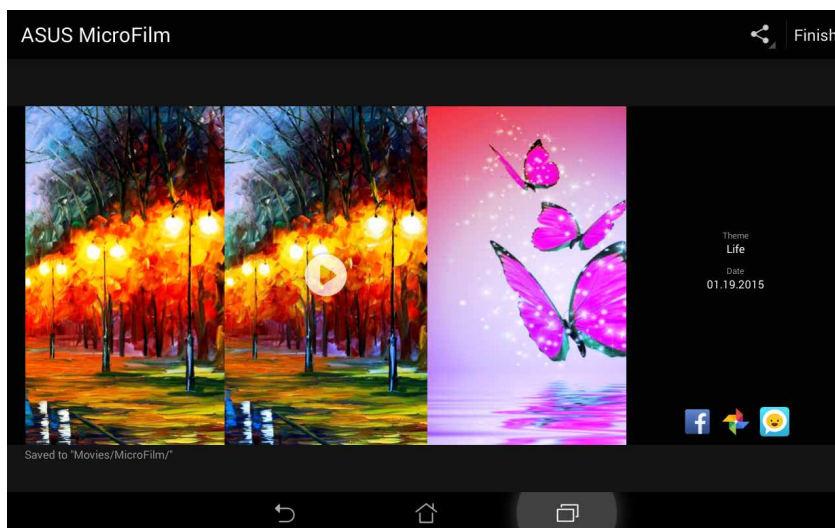 ASUS MicroFilm
Finish
Theme
Life
Date
01.19.2015
Saved to "Movies/MicroFilm/"